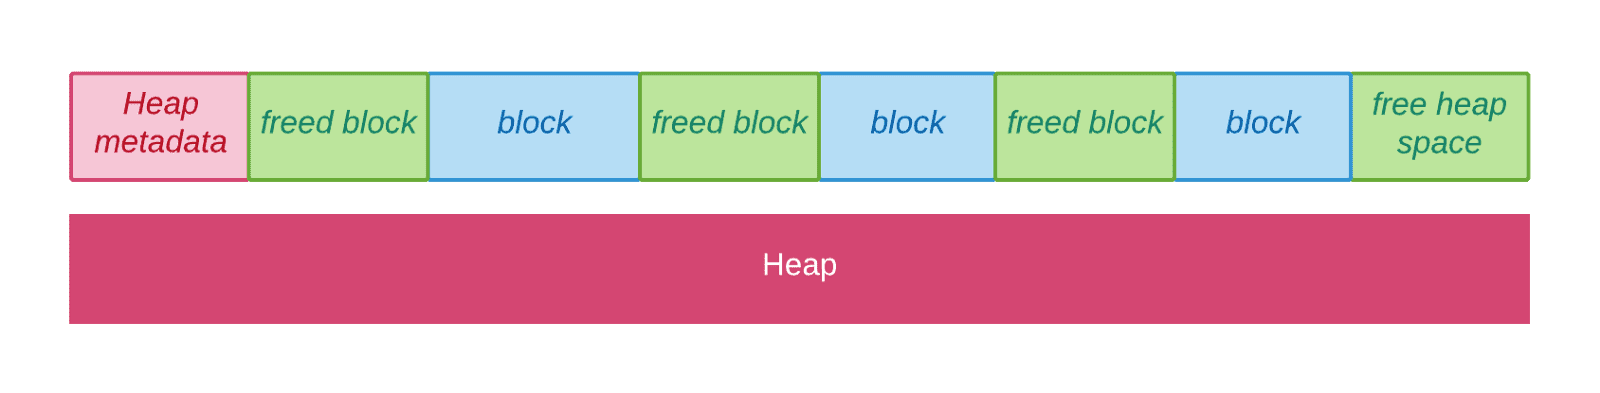 Heap
metadata
freed block
block
freed block
block
freed block
block
free heap
space
Heap